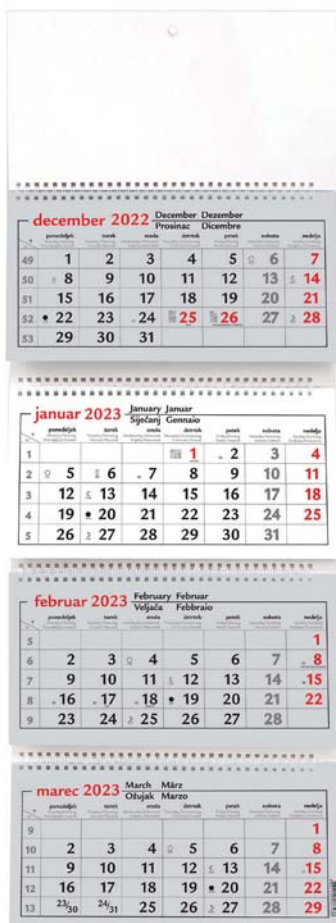 december 2022 December Dezember
Prosinac Dicembre
ponedeljek torek sreda četrtek petek sobota nedelja
49 1 2 3 4 5 6 7
50 8 9 10 11 12 13 14
51 15 16 17 18 19 20 21
52 22 23 24 25 26 27 28
53 29 30 31
januar 2023 January Januar
Siječanj Gennaio
ponedeljek torek sreda četrtek petek sobota nedelja
1 1 2 3 4
2 5 6 7 8 9 10 11
3 12 13 14 15 16 17 18
4 19 20 21 22 23 24 25
5 26 27 28 29 30 31
februar 2023 February Februar
Veljača Febbraio
ponedeljek torek sreda četrtek petek sobota nedelja
5 1
6 2 3 4 5 6 7 8
7 9 10 11 12 13 14 15
8 16 17 18 19 20 21 22
9 23 24 25 26 27 28
marec 2023 March März
Ožujak Marzo
ponedeljek torek sreda četrtek petek sobota nedelja
9 1
10 2 3 4 5 6 7 8
11 9 10 11 12 13 14 15
12 16 17 18 19 20 21 22
13 23/30 24/31 25 26 27 28 29